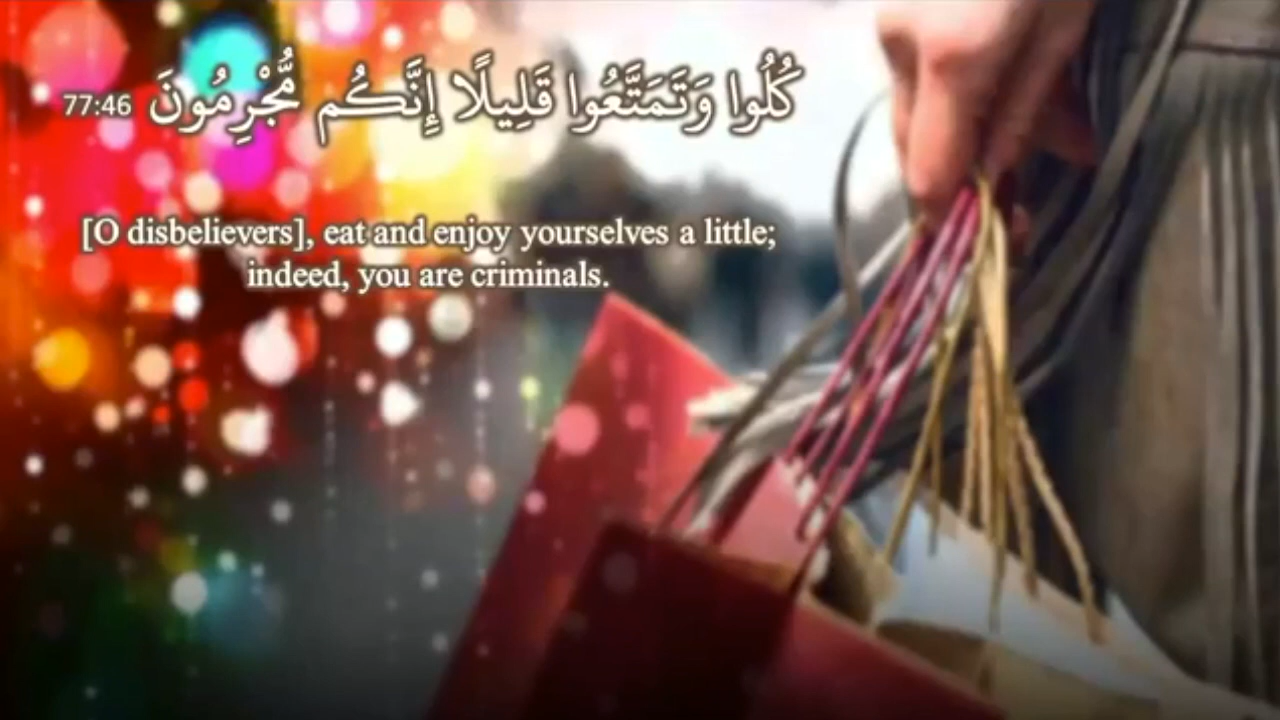 كُلُوا وَتَمَتَّعُوا قَلِيلًا إِنَّكُم مُّجْرِمُونَ 77:46
[O disbelievers], eat and enjoy yourselves a little;
indeed, you are criminals.